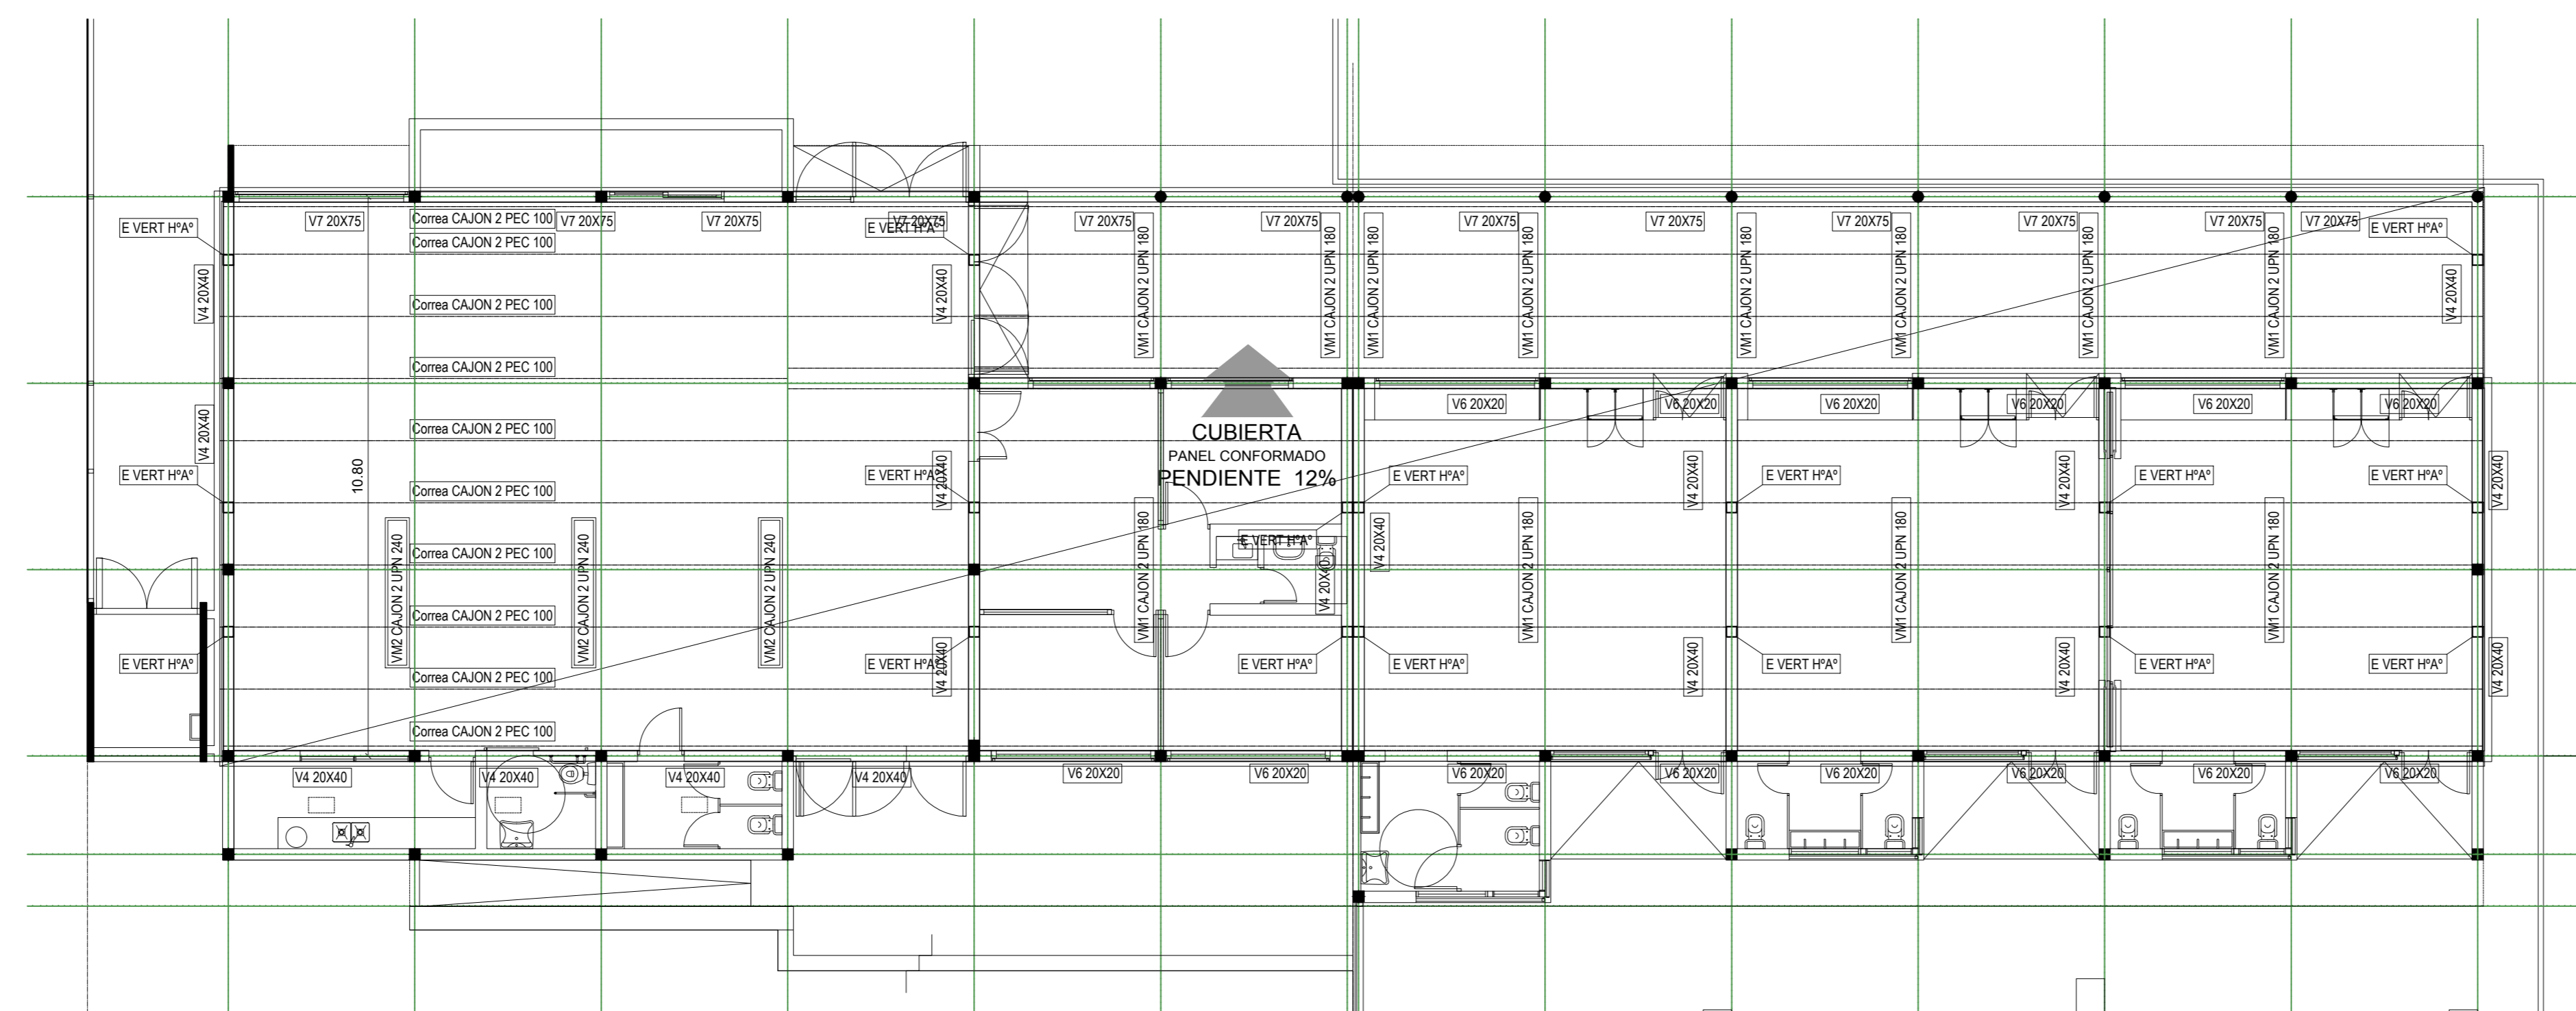 V7 20X75
Correa CAJON 2 PEC 100
V7 20X75
V7 20X75
V7 20X75
V7 20X75
V7 20X75
V7 20X75
V7 20X75
V7 20X75
V7 20X75
V7 20X75
V7 20X75
E VERT HºAº
E VERT HºAº
E VERT HºAº
Correa CAJON 2 PEC 100
V4 20X40
Correa CAJON 2 PEC 100
V4 20X40
VM1 CAJON 2 UPN 180
VM1 CAJON 2 UPN 180
VM1 CAJON 2 UPN 180
VM1 CAJON 2 UPN 180
VM1 CAJON 2 UPN 180
VM1 CAJON 2 UPN 180
VM1 CAJON 2 UPN 180
VM1 CAJON 2 UPN 180
V4 20X40
Correa CAJON 2 PEC 100
V6 20X20
V6 20X20
V6 20X20
V6 20X20
V6 20X20
V6 20X20
V4 20X40
Correa CAJON 2 PEC 100
CUBIERTA
PANEL CONFORMADO
PENDIENTE 12%
10.80
E VERT HºAº
Correa CAJON 2 PEC 100
E VERT HºAº
V4 20X40
E VERT HºAº
V4 20X40
E VERT HºAº
V4 20X40
E VERT HºAº
E VERT HºAº
V4 20X40
VM2 CAJON 2 UPN 240
Correa CAJON 2 PEC 100
VM2 CAJON 2 UPN 240
VM2 CAJON 2 UPN 240
VM1 CAJON 2 UPN 180
E VERT HºAº
V4 20X40
V4 20X40
VM1 CAJON 2 UPN 180
VM1 CAJON 2 UPN 180
VM1 CAJON 2 UPN 180
Correa CAJON 2 PEC 100
E VERT HºAº
Correa CAJON 2 PEC 100
E VERT HºAº
V4 20X40
E VERT HºAº
E VERT HºAº
V4 20X40
E VERT HºAº
V4 20X40
E VERT HºAº
E VERT HºAº
V4 20X40
Correa CAJON 2 PEC 100
V4 20X40
V4 20X40
V4 20X40
V4 20X40
V6 20X20
V6 20X20
V6 20X20
V6 20X20
V6 20X20
V6 20X20
V6 20X20
V6 20X20